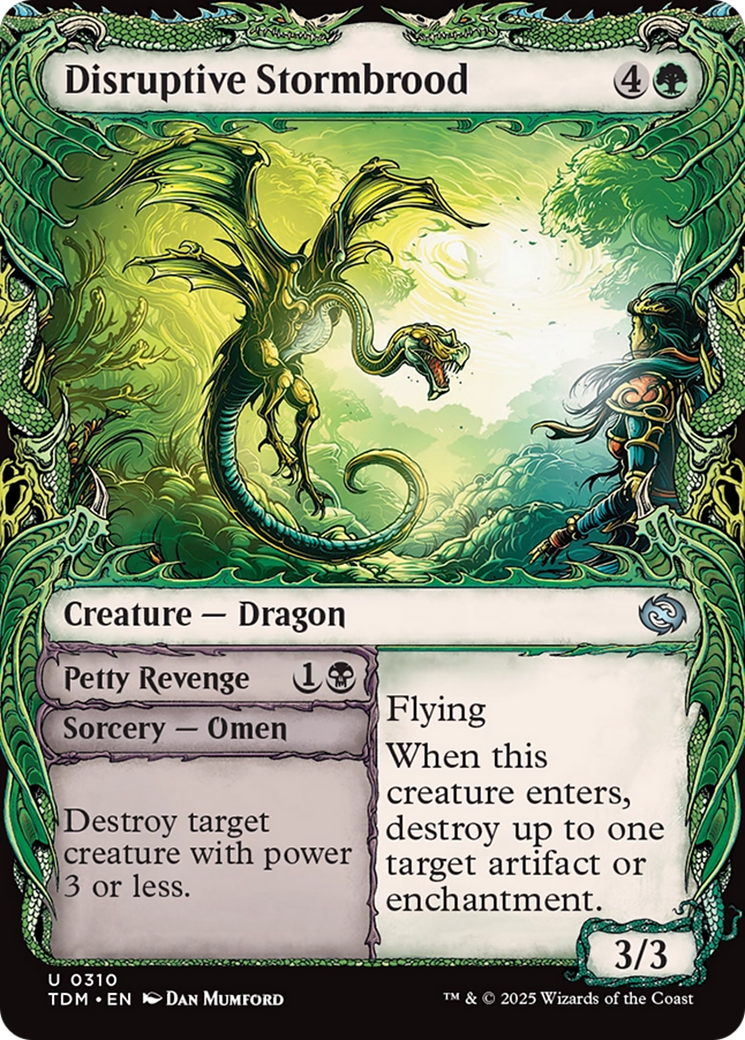 Disruptive Stormbrood 4
Creature — Dragon
Petty Revenge 1
Sorcery — Omen
Destroy target
creature with power
3 or less.
Flying
When this
creature enters,
destroy up to one
target artifact or
enchantment.
3/3
U 0310
TDM • EN DAN MUMFORD
™ & © 2025 Wizards of the Coast